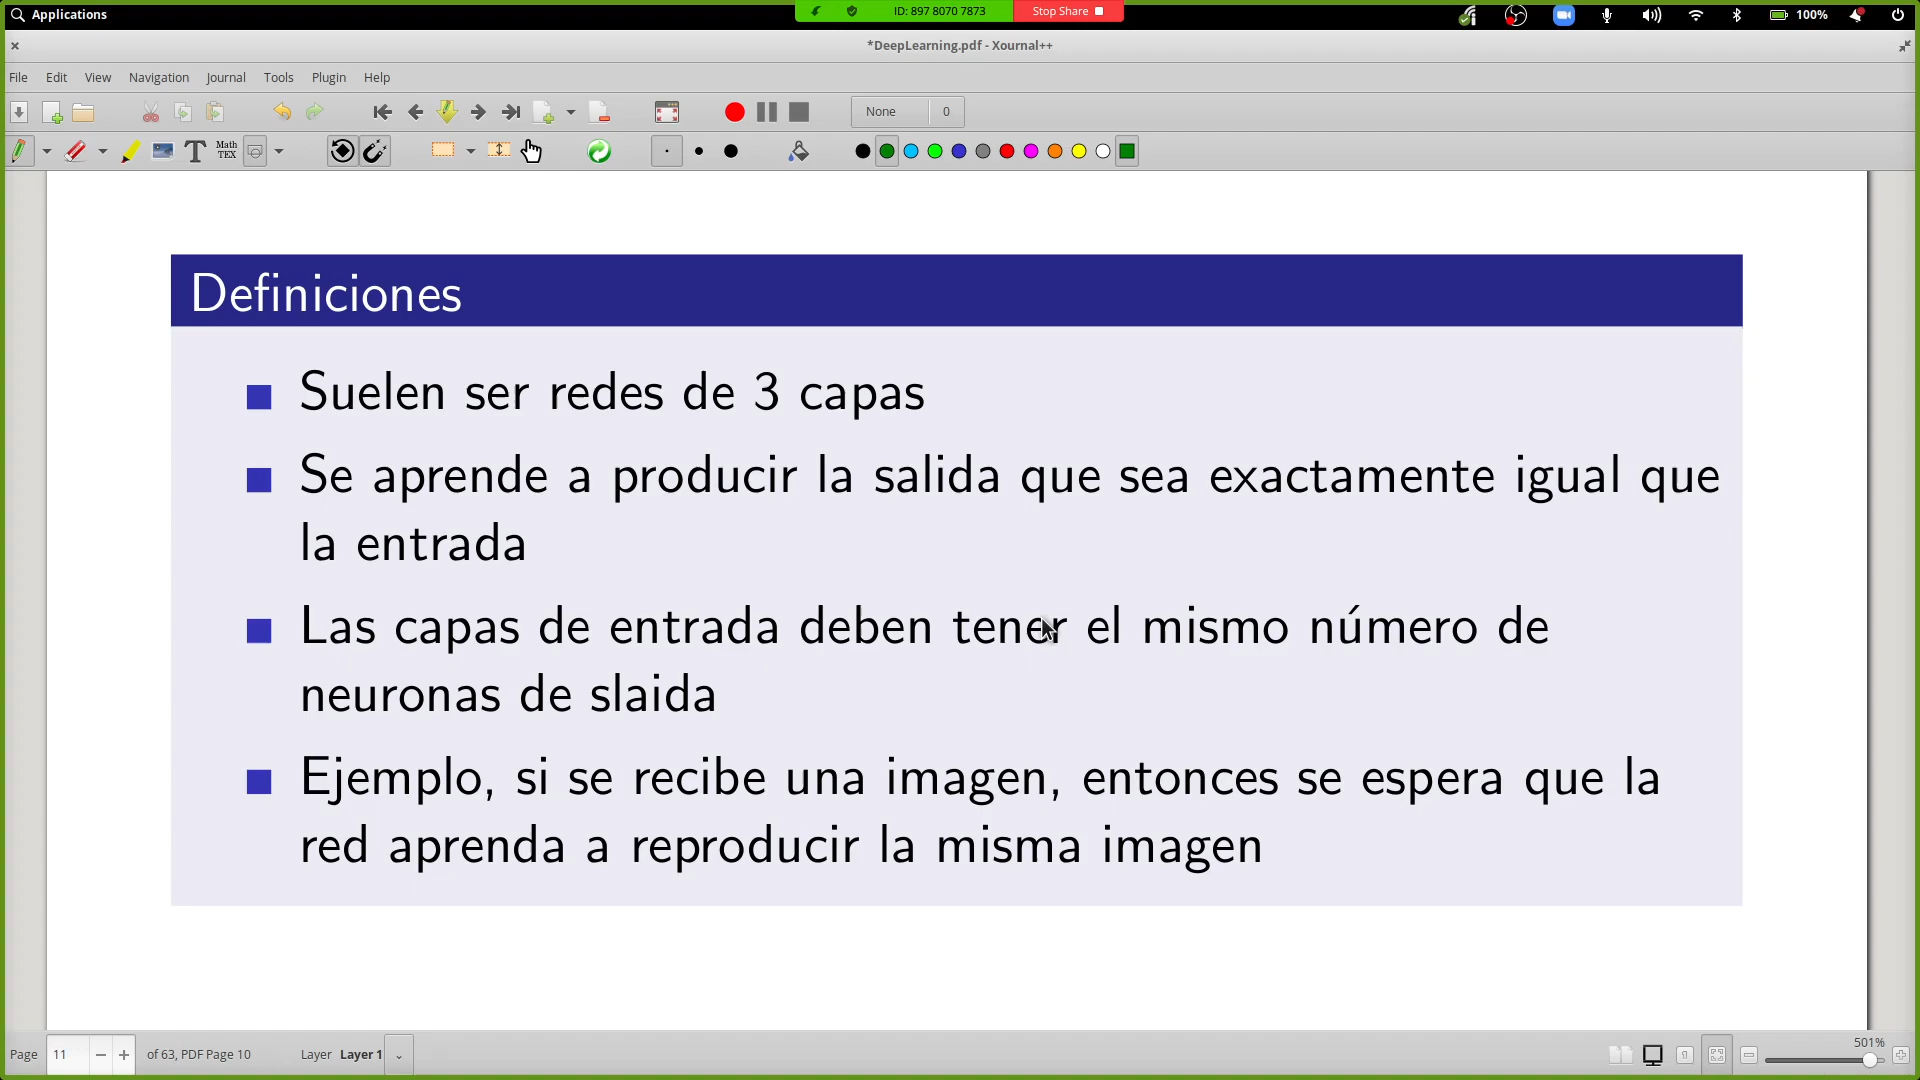 Applications
ID: 897 8070 7873
Stop Share
100%
*DeepLearning.pdf - Xournal++
File Edit View Navigation Journal Tools Plugin Help
None 0
T Math TEX
Definiciones
Suelen ser redes de 3 capas
Se aprende a producir la salida que sea exactamente igual que
la entrada
Las capas de entrada deben tener el mismo número de
neuronas de slaida
Ejemplo, si se recibe una imagen, entonces se espera que la
red aprenda a reproducir la misma imagen
501%
Page 11 of 63, PDF Page 10 Layer Layer 1